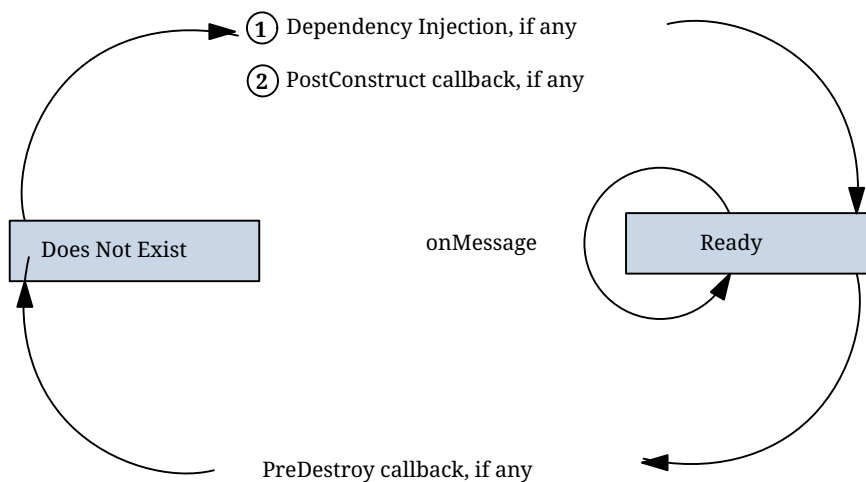 1 Dependency Injection, if any
2 PostConstruct callback, if any
Does Not Exist
onMessage
Ready
PreDestroy callback, if any